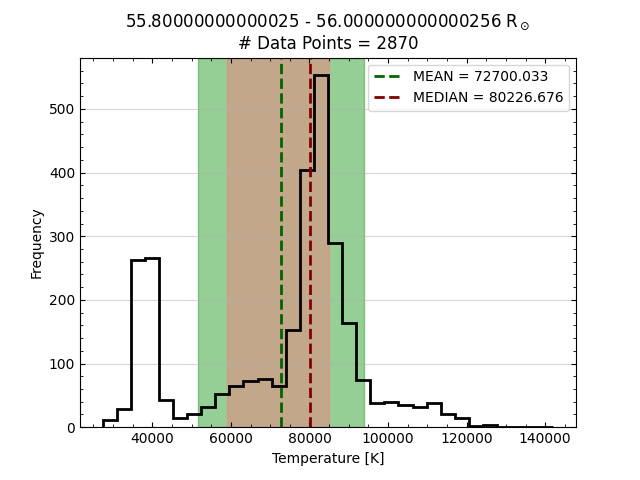 55.80000000000025 - 56.000000000000256 R⊙
# Data Points = 2870
MEAN = 72700.033
MEDIAN = 80226.676
Frequency
500
400
300
200
100
0
40000 60000 80000 100000 120000 140000
Temperature [K]